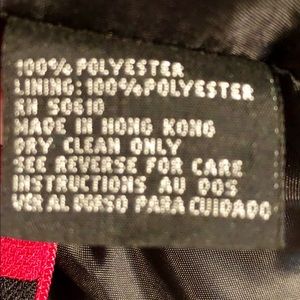 100% POLYESTER
LINING: 100% POLYESTER
RN 50610
MADE IN HONG KONG
DRY CLEAN ONLY
SEE REVERSE FOR CARE
INSTRUCTIONS AU DOS
VER AL DORSO PARA CUIDADO